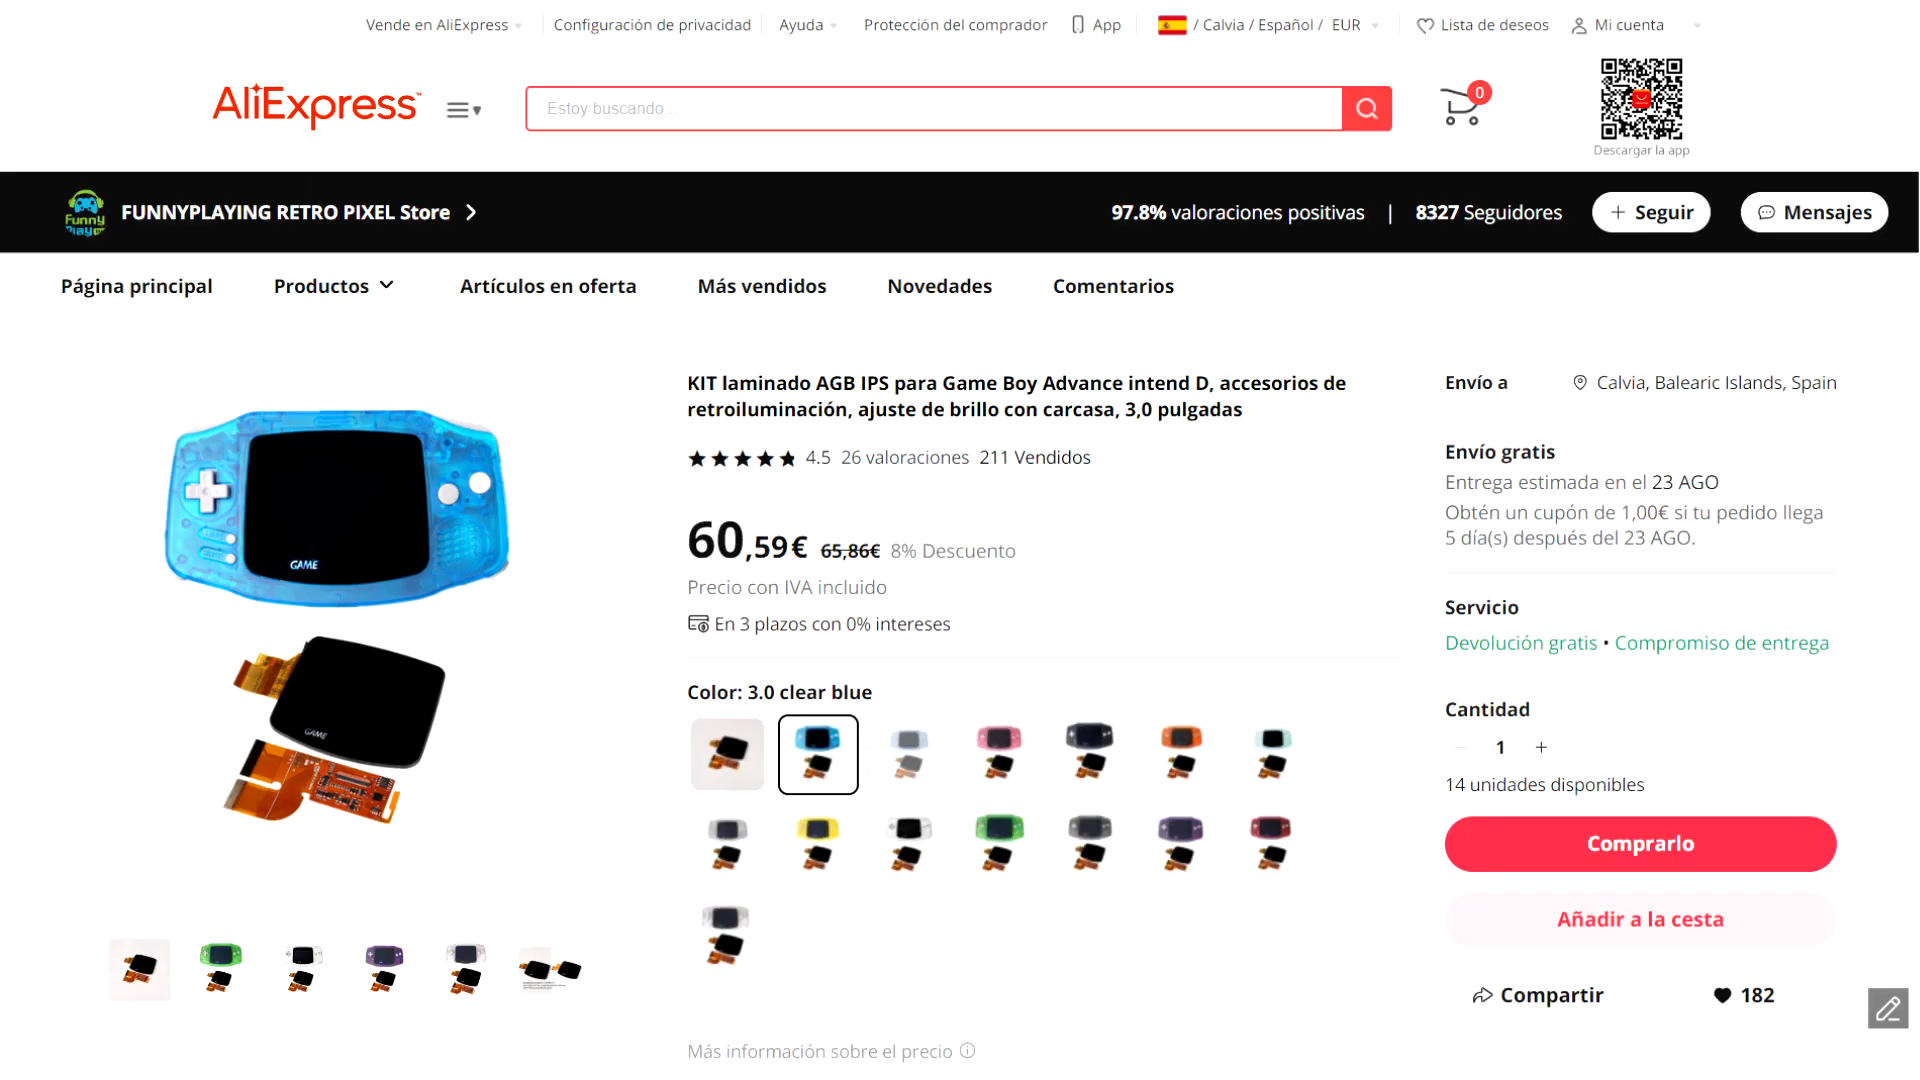 Vende en AliExpress
Configuración de privacidad
Ayuda
Protección del comprador
App
/ Calvia / Español / EUR
Lista de deseos
Mi cuenta
AliExpress™
Estoy buscando...
0
Descargar la app
Funny Playing
FUNNYPLAYING RETRO PIXEL Store
97.8% valoraciones positivas | 8327 Seguidores
+ Seguir
Mensajes
Página principal
Productos
Artículos en oferta
Más vendidos
Novedades
Comentarios
GAME
GAME
KIT laminado AGB IPS para Game Boy Advance intend D, accesorios de
retroiluminación, ajuste de brillo con carcasa, 3,0 pulgadas
4.5 26 valoraciones 211 Vendidos
60,59€ 65,86€ 8% Descuento
Precio con IVA incluido
En 3 plazos con 0% intereses
Color: 3.0 clear blue
Más información sobre el precio
Envío a
Calvia, Balearic Islands, Spain
Envío gratis
Entrega estimada en el 23 AGO
Obtén un cupón de 1,00€ si tu pedido llega
5 día(s) después del 23 AGO.
Servicio
Devolución gratis • Compromiso de entrega
Cantidad
1 +
14 unidades disponibles
Comprarlo
Añadir a la cesta
Compartir
182